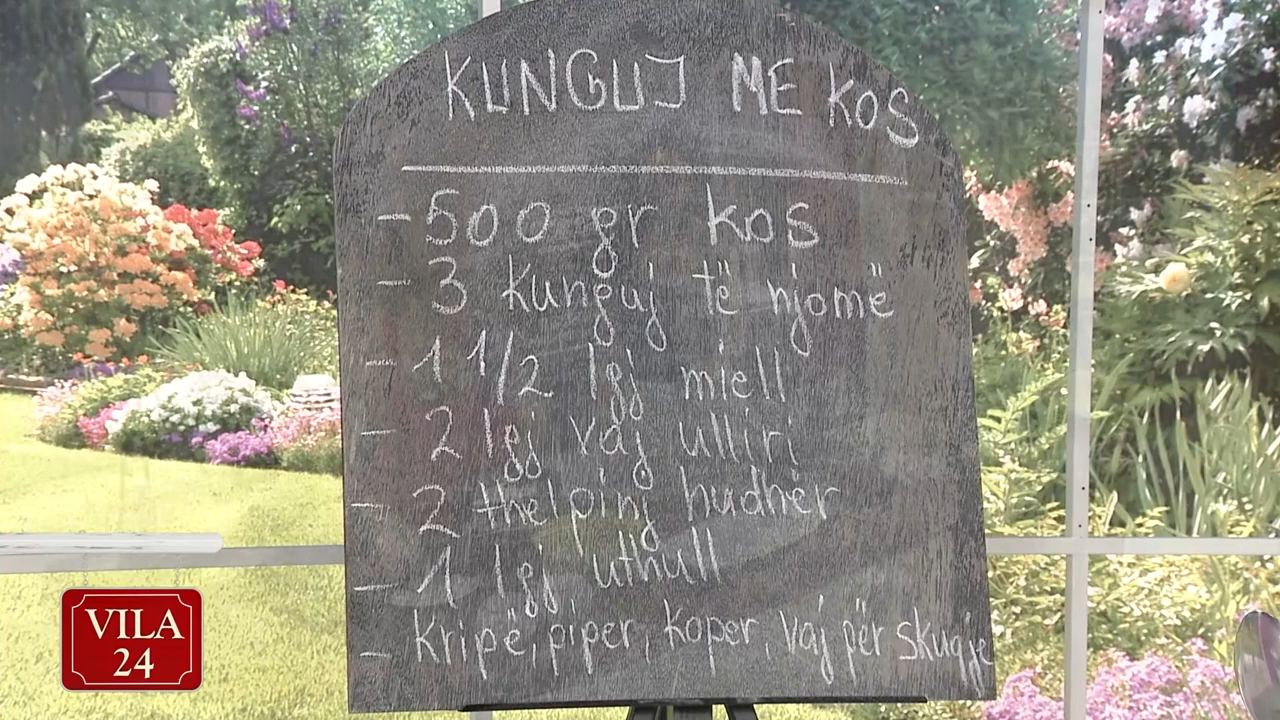 KUNGUJ ME KOS
- 500 gr kos
- 3 kunguj të njomë
- 1 1/2 lgj miell
- 2 lgj vaj ulliri
- 2 thelpinj hudhër
- 1 lgj uthull
- Kripë, piper, koper, vaj për skuqje
VILA
24